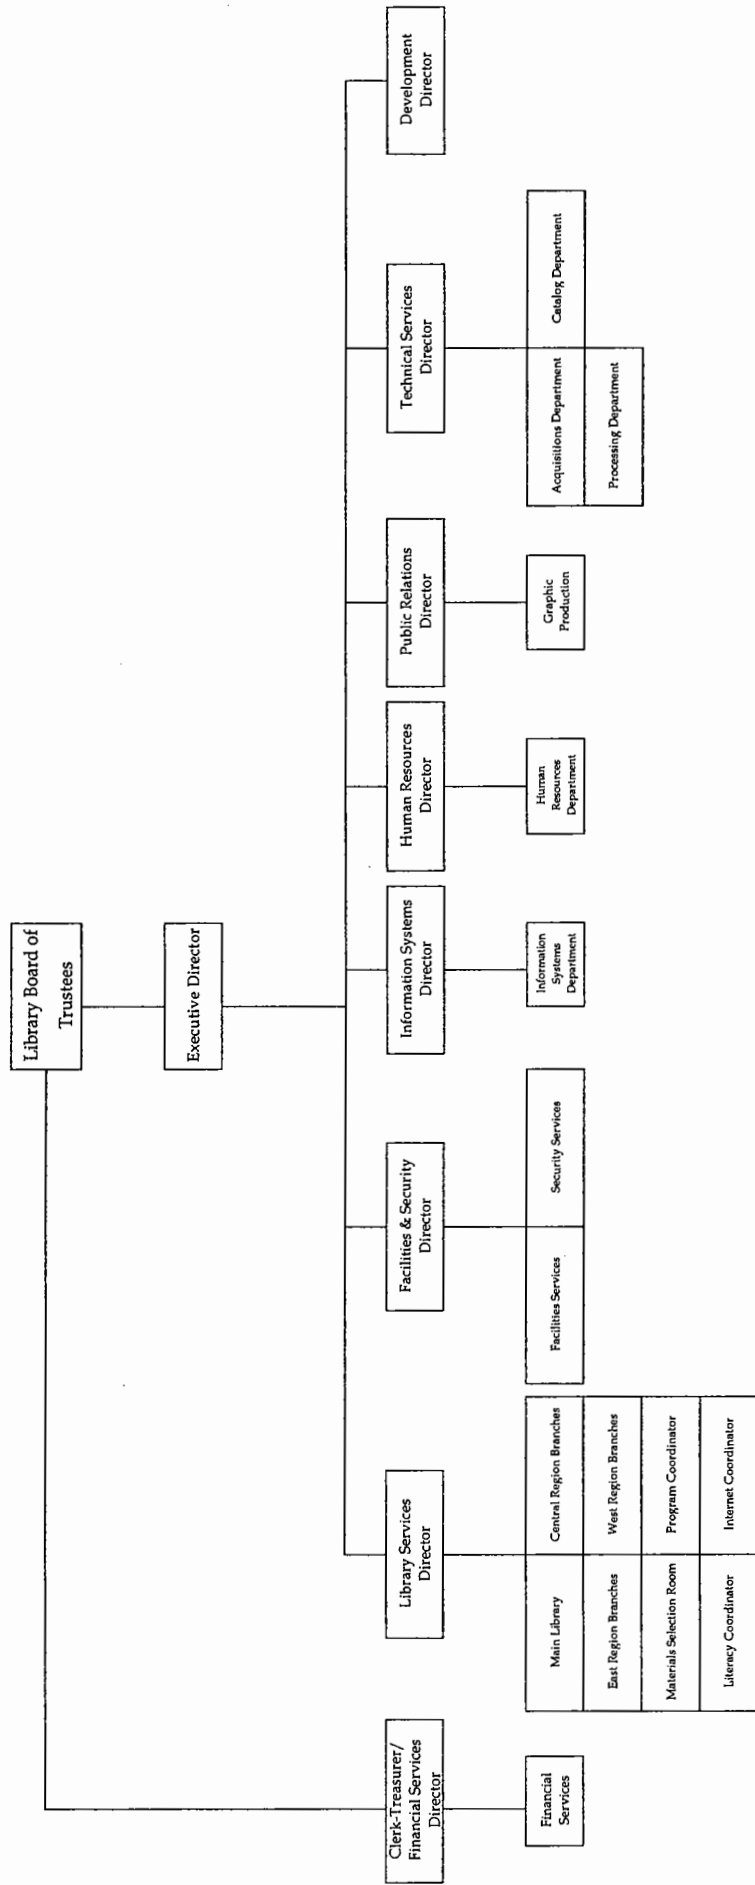 Library Board of
Trustees
Executive Director
Clerk-Treasurer/
Financial Services
Director
Library Services
Director
Facilities & Security
Director
Information Systems
Director
Human Resources
Director
Public Relations
Director
Technical Services
Director
Development
Director
Financial
Services
Main Library
Central Region Branches
East Region Branches
West Region Branches
Materials Selection Room
Program Coordinator
Literacy Coordinator
Internet Coordinator
Facilities Services
Security Services
Information
Systems
Department
Human
Resources
Department
Graphic
Production
Acquisitions Department
Catalog Department
Processing Department